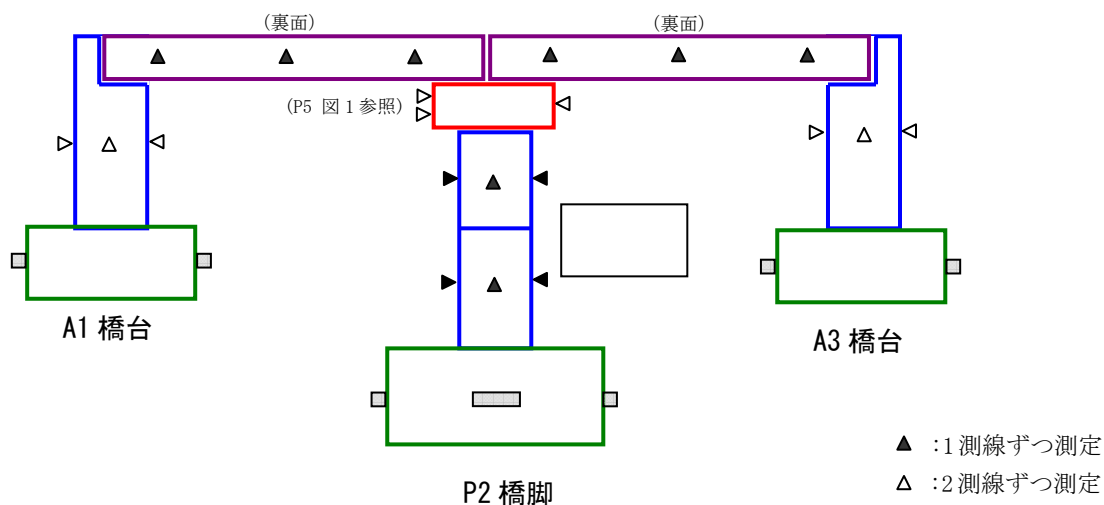 (裏面)
(裏面)
(P5 図1参照)
A1 橋台
A3 橋台
P2 橋脚
▲ :1測線ずつ測定
△ :2測線ずつ測定